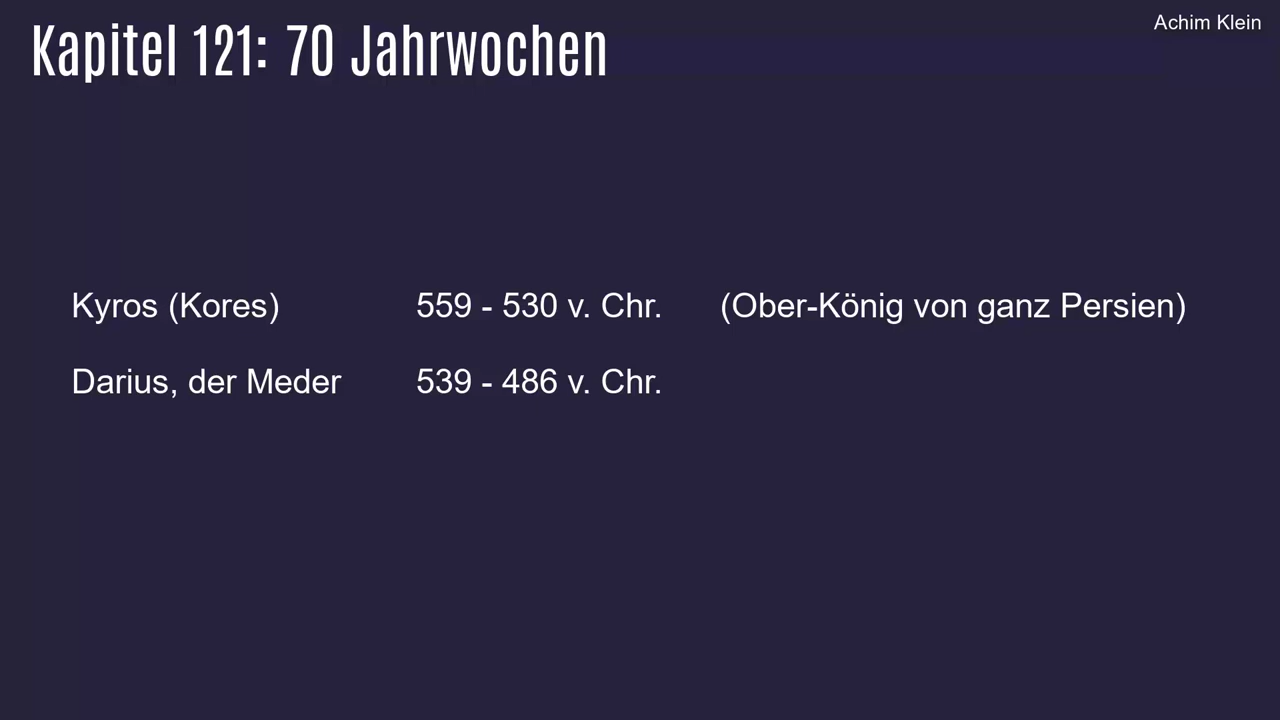 Achim Klein
Kapitel 121: 70 Jahrwochen
Kyros (Kores) 559 - 530 v. Chr. (Ober-König von ganz Persien)
Darius, der Meder 539 - 486 v. Chr.